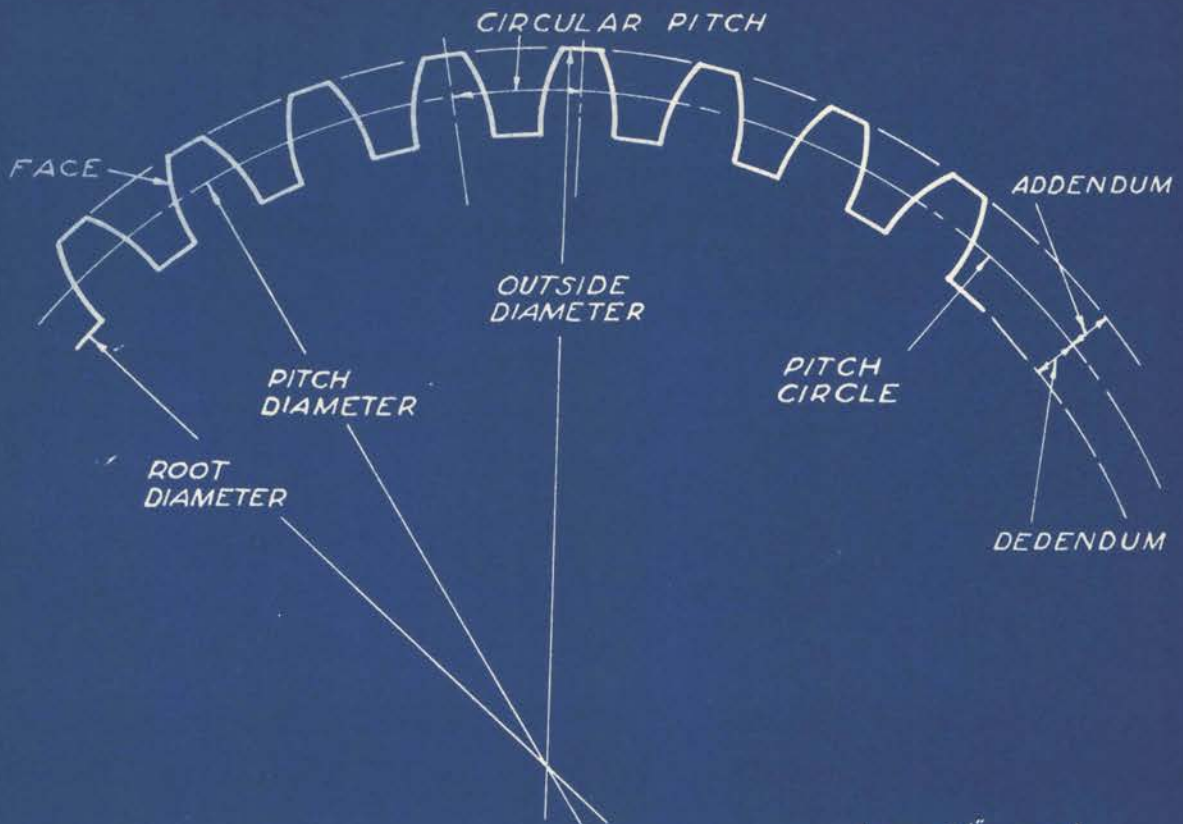 CIRCULAR PITCH
FACE
ADDENDUM
OUTSIDE
DIAMETER
PITCH
DIAMETER
PITCH
CIRCLE
ROOT
DIAMETER
DEDENDUM